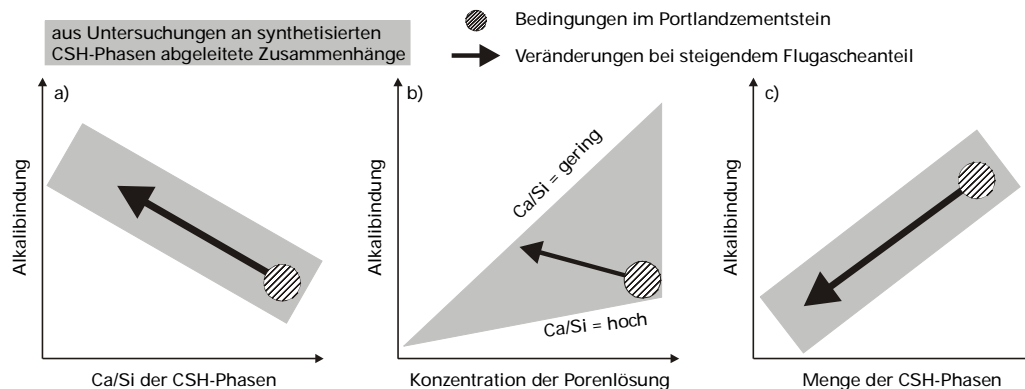 aus Untersuchungen an synthetisierten
CSH-Phasen abgeleitete Zusammenhänge
Bedingungen im Portlandzementstein
Veränderungen bei steigendem Flugascheanteil
a)
Alkalibindung
Ca/Si der CSH-Phasen
b)
Alkalibindung
Ca/Si = gering
Ca/Si = hoch
Konzentration der Porenlösung
c)
Alkalibindung
Menge der CSH-Phasen